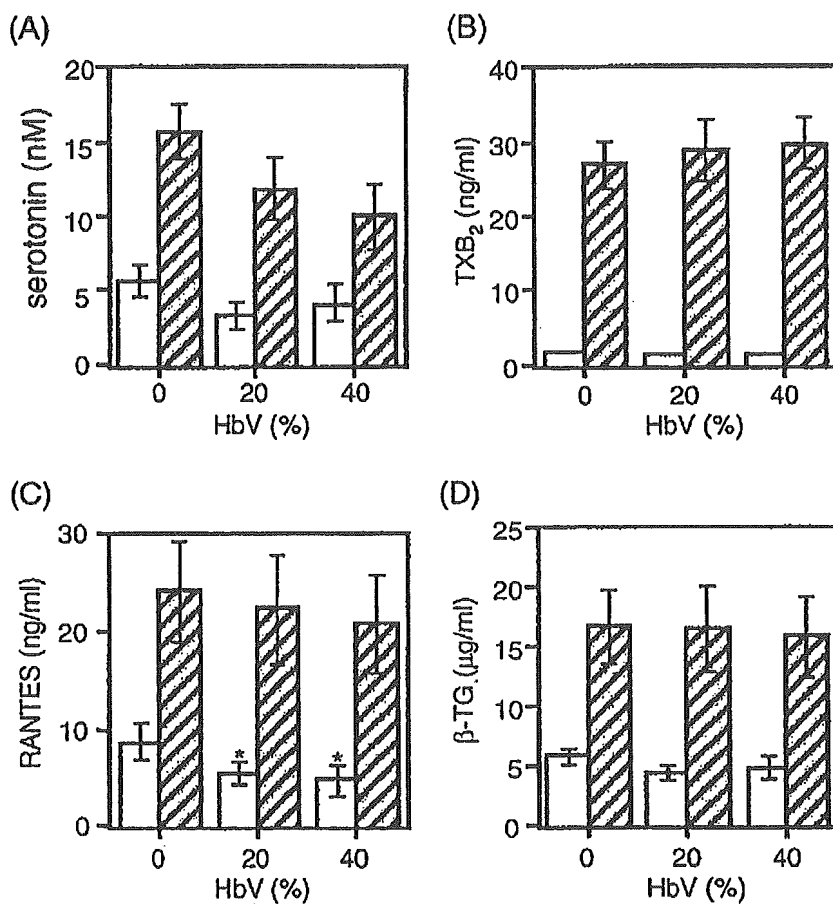 (A)
serotonin (nM)
20
15
10
5
0
0 20 40
HbV (%)
(B)
TXB2 (ng/ml)
40
30
20
10
0
0 20 40
HbV (%)
(C)
RANTES (ng/ml)
30
20
10
0
* *
0 20 40
HbV (%)
(D)
β-TG (μg/ml)
25
20
15
10
5
0
0 20 40
HbV (%)